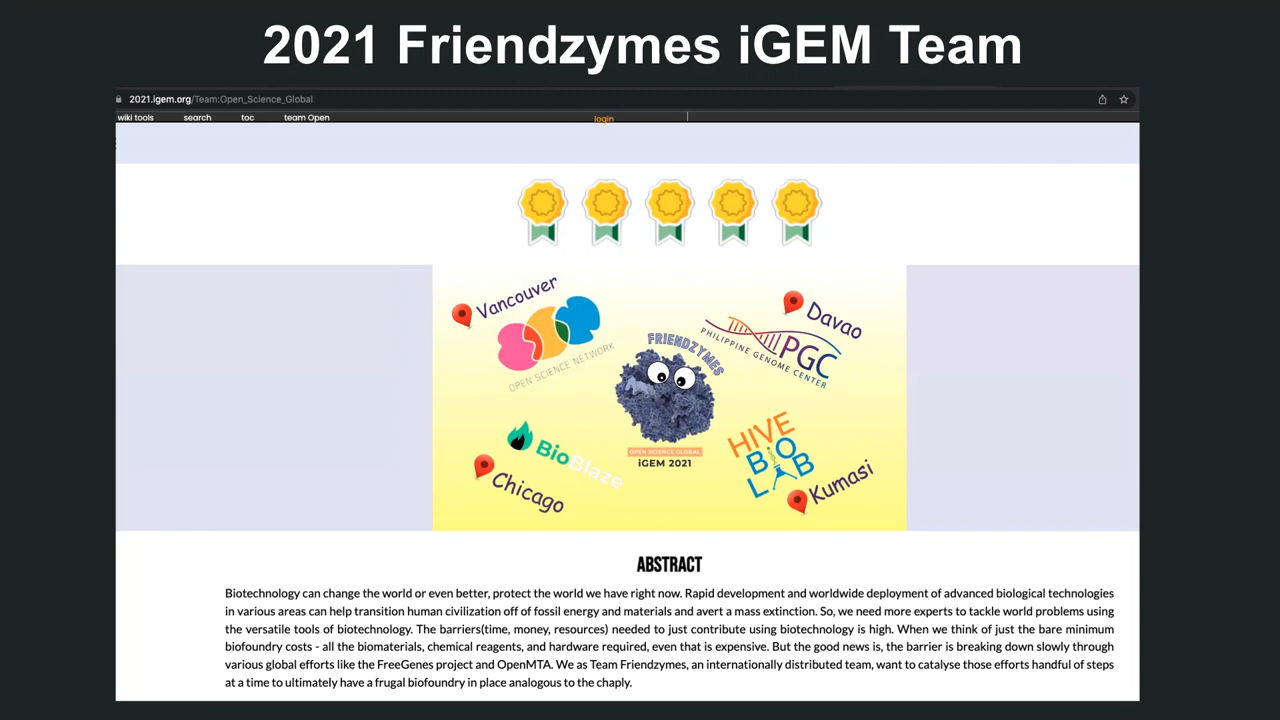 2021 Friendzymes iGEM Team
2021.igem.org/Team:Open_Science_Global
wiki tools search toc team Open login
Vancouver
OPEN SCIENCE NETWORK
FRIENDZYMES
Davao
PHILIPPINE GENOME CENTER
PGC
BioBlaze
Chicago
OPEN SCIENCE GLOBAL
iGEM 2021
HIVE
BIO
LAB
Kumasi
ABSTRACT
Biotechnology can change the world or even better, protect the world we have right now. Rapid development and worldwide deployment of advanced biological technologies
in various areas can help transition human civilization off of fossil energy and materials and avert a mass extinction. So, we need more experts to tackle world problems using
the versatile tools of biotechnology. The barriers(time, money, resources) needed to just contribute using biotechnology is high. When we think of just the bare minimum
biofoundry costs - all the biomaterials, chemical reagents, and hardware required, even that is expensive. But the good news is, the barrier is breaking down slowly through
various global efforts like the FreeGenes project and OpenMTA. We as Team Friendzymes, an internationally distributed team, want to catalyse those efforts handful of steps
at a time to ultimately have a frugal biofoundry in place analogous to the chaply.